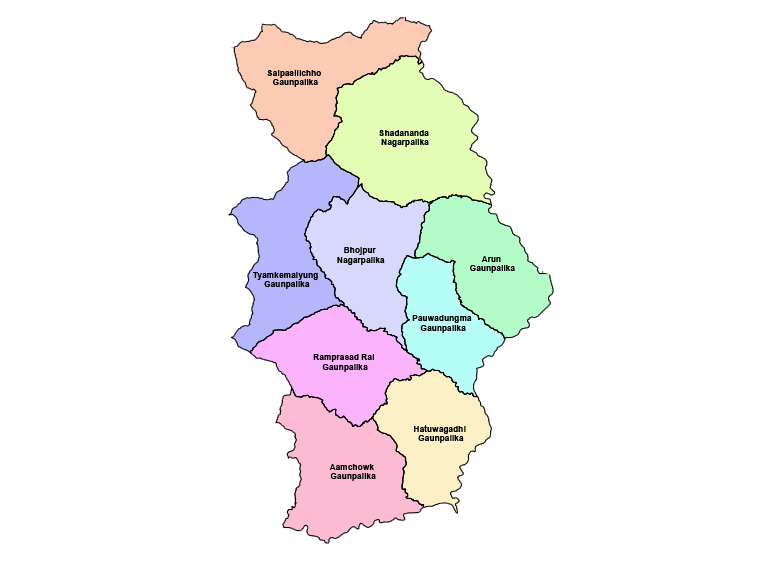 Salpasilichho
Gaunpalika
Shadananda
Nagarpalika
Bhojpur
Nagarpalika
Arun
Gaunpalika
Tyamkemaiyung
Gaunpalika
Pauwadungma
Gaunpalika
Ramprasad Rai
Gaunpalika
Hatuwagadhi
Gaunpalika
Aamchowk
Gaunpalika